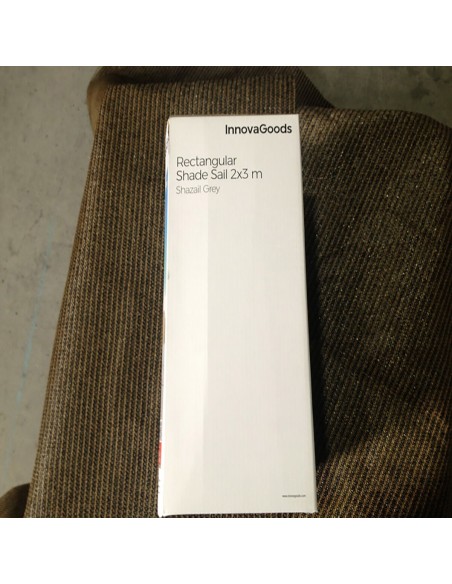 InnovaGoods
Rectangular
Shade Sail 2x3 m
Shazail Grey